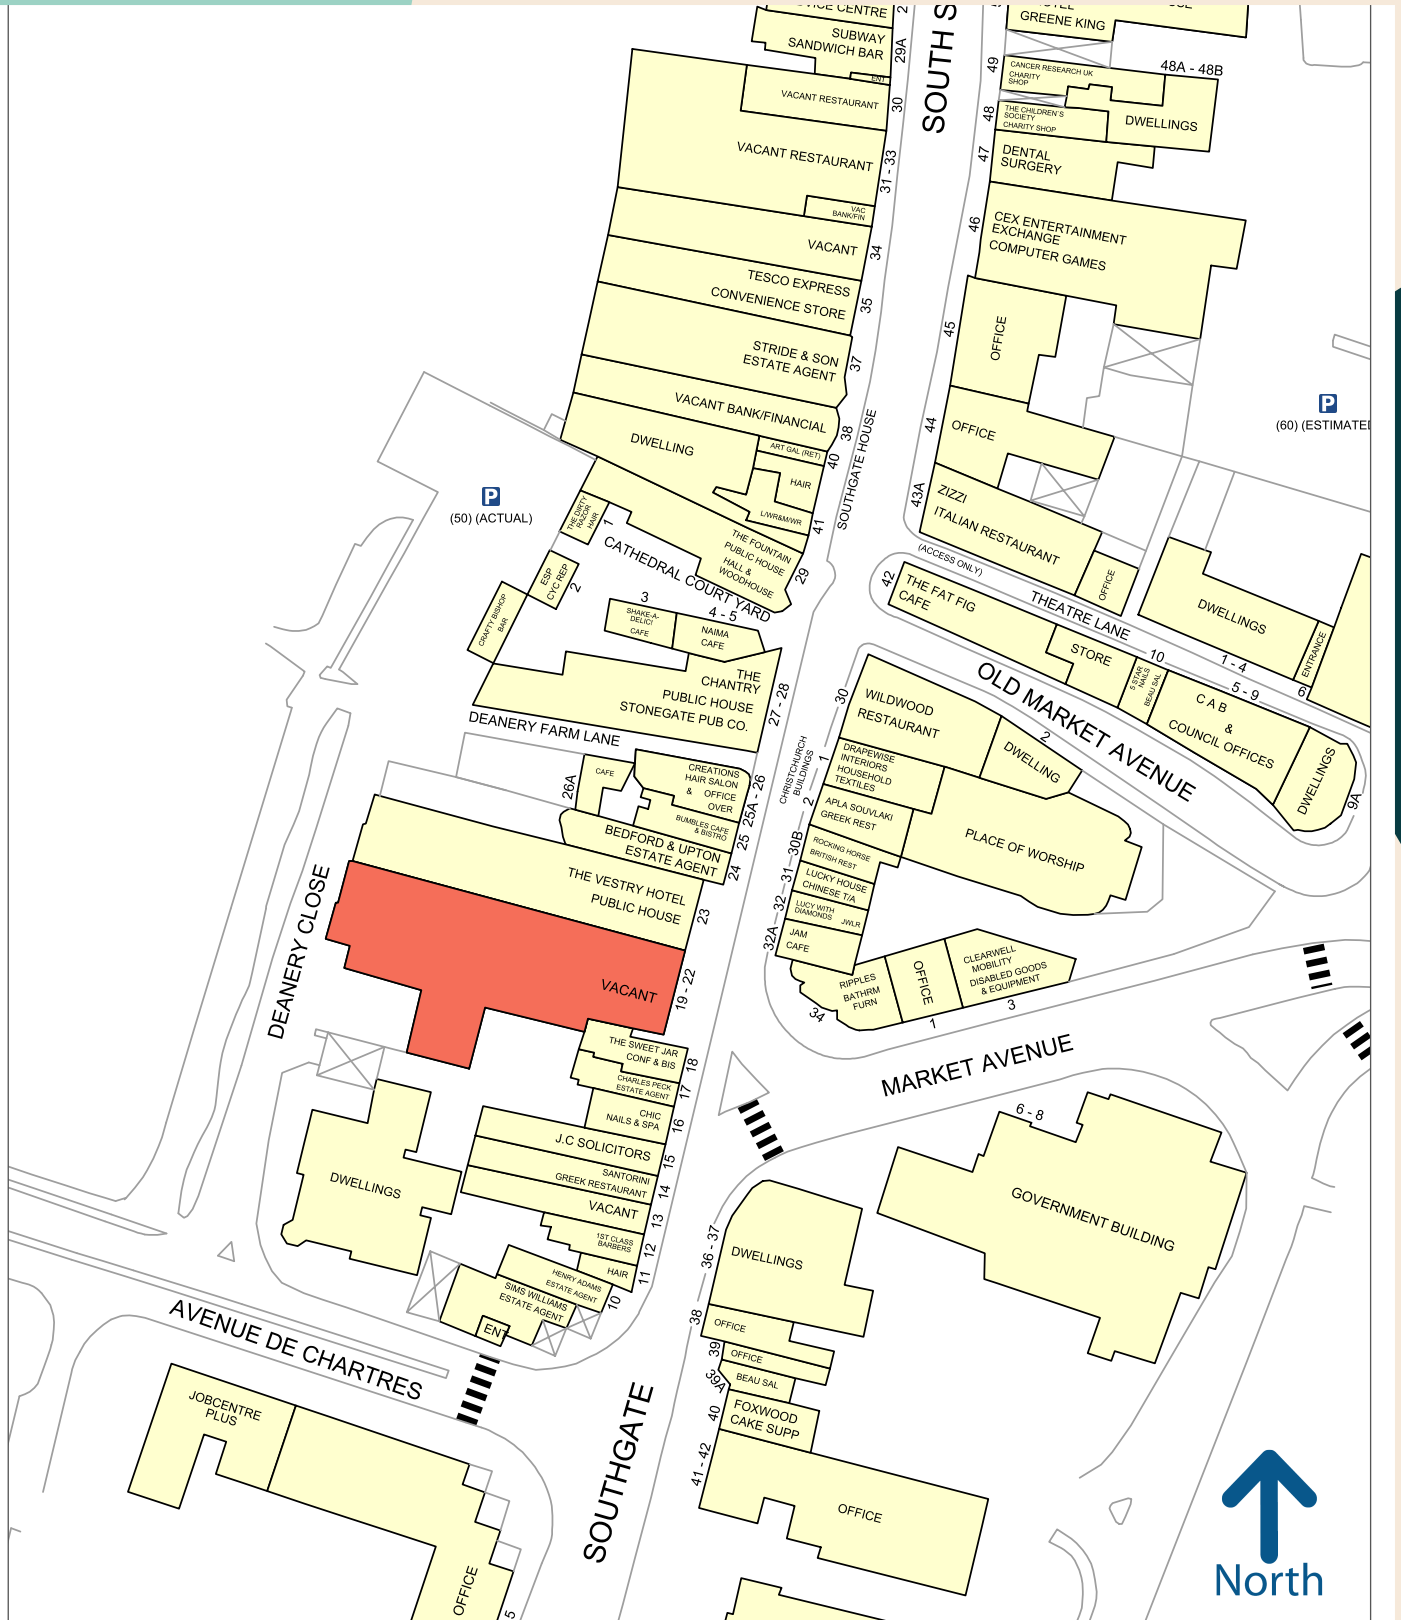 VICE CENTRE
2
SUBWAY
SANDWICH BAR
29A
ENT
VACANT RESTAURANT
30
VACANT RESTAURANT
31 - 33
VAC
BANK/FIN
VACANT
34
TESCO EXPRESS
CONVENIENCE STORE
35
STRIDE & SON
ESTATE AGENT
37
VACANT BANK/FINANCIAL
38
DWELLING
ART GAL (RET)
40
HAIR
L/WR&M/WR
41
SOUTHGATE HOUSE
SOUTH S
GREENE KING
49
CANCER RESEARCH UK
CHARITY
SHOP
48A - 48B
48
THE CHILDREN'S
SOCIETY
CHARITY SHOP
DWELLINGS
47
DENTAL
SURGERY
46
CEX ENTERTAINMENT
EXCHANGE
COMPUTER GAMES
45
OFFICE
44
OFFICE
43A
ZIZZI
ITALIAN RESTAURANT
OFFICE
P
(60) (ESTIMATED
P
(50) (ACTUAL)
THE DIRTY
RAZOR
HAIR
1
CATHEDRAL COURT YARD
THE FOUNTAIN
PUBLIC HOUSE
HALL &
WOODHOUSE
29
ESP
CYC REP
2
CRAFTY BISHOP
BAR
3
SHAKE-A-
DELIC!
CAFE
4 - 5
NAIMA
CAFE
THE
CHANTRY
PUBLIC HOUSE
STONEGATE PUB CO.
27 - 28
DEANERY FARM LANE
(ACCESS ONLY)
THEATRE LANE
42
THE FAT FIG
CAFE
STORE
10
5 STAR
NAILS
BEAU SAL
DWELLINGS
1 - 4
ENTRANCE
6
5 - 9
C A B
&
COUNCIL OFFICES
DWELLINGS
9A
OLD MARKET AVENUE
30
WILDWOOD
RESTAURANT
2
DWELLING
CHRISTCHURCH
BUILDINGS
1
DRAPEWISE
INTERIORS
HOUSEHOLD
TEXTILES
2
APLA SOUVLAKI
GREEK REST
PLACE OF WORSHIP
30B
ROCKING HORSE
BRITISH REST
31
LUCKY HOUSE
CHINESE T/A
32
LUCY WITH
DIAMONDS JWLR
32A
JAM
CAFE
34
RIPPLES
BATHRM
FURN
OFFICE
1
CLEARWELL
MOBILITY
DISABLED GOODS
& EQUIPMENT
3
MARKET AVENUE
26A
CAFE
CREATIONS
HAIR SALON
& OFFICE
OVER
25A - 26
BUMBLES CAFE
& BISTRO
25
BEDFORD & UPTON
ESTATE AGENT
24
THE VESTRY HOTEL
PUBLIC HOUSE
23
DEANERY CLOSE
VACANT
19 - 22
THE SWEET JAR
CONF & BIS
18
CHARLES PECK
ESTATE AGENT
17
CHIC
NAILS & SPA
16
J.C SOLICITORS
15
SANTORINI
GREEK RESTAURANT
14
VACANT
13
1ST CLASS
BARBERS
12
HAIR
11
HENRY ADAMS
ESTATE AGENT
10
SIMS WILLIAMS
ESTATE AGENT
ENT
DWELLINGS
6 - 8
GOVERNMENT BUILDING
36 - 37
DWELLINGS
38
OFFICE
39
OFFICE
39A
BEAU SAL
40
FOXWOOD
CAKE SUPP
41 - 42
OFFICE
AVENUE DE CHARTRES
JOBCENTRE
PLUS
OFFICE
5
SOUTHGATE
North